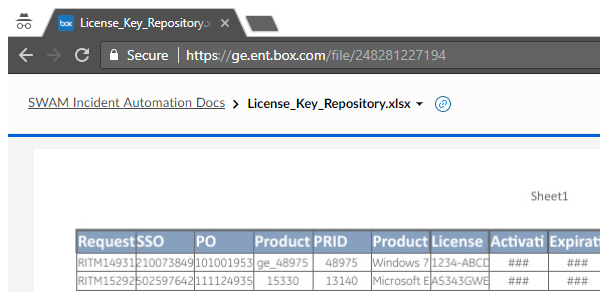 box License_Key_Repository.xls
Secure https://ge.ent.box.com/file/248281227194
SWAM Incident Automation Docs > License_Key_Repository.xlsx
Sheet1
Request SSO PO Product PRID Product License Activati Expirat
RITM14931 210073849 101001953 ge_48975 48975 Windows 7 1234-ABCD ### ###
RITM15292 502597642 111124935 15330 13140 Microsoft E A5343GWE ### ###